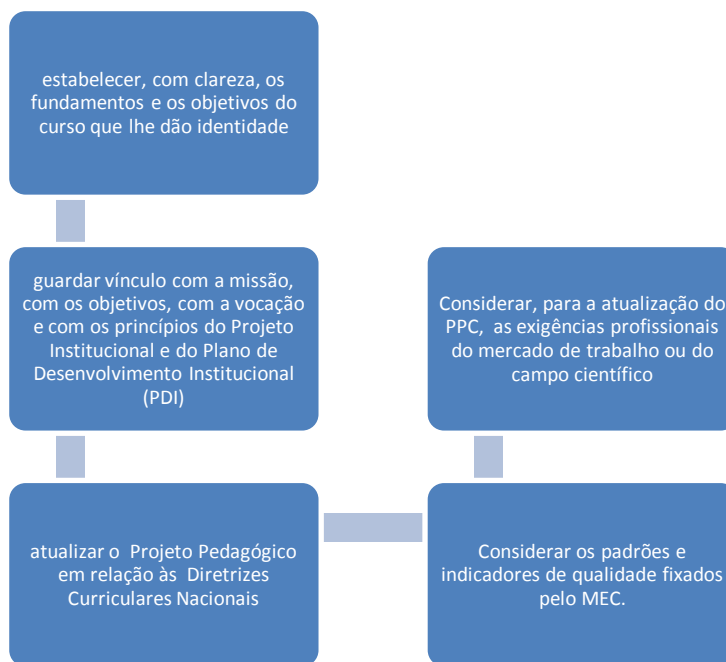 estabelecer, com clareza, os
fundamentos e os objetivos do
curso que lhe dão identidade
guardar vínculo com a missão,
com os objetivos, com a vocação
e com os princípios do Projeto
Institucional e do Plano de
Desenvolvimento Institucional
(PDI)
atualizar o Projeto Pedagógico
em relação às Diretrizes
Curriculares Nacionais
Considerar os padrões e
indicadores de qualidade fixados
pelo MEC.
Considerar, para a atualização do
PPC, as exigências profissionais
do mercado de trabalho ou do
campo científico